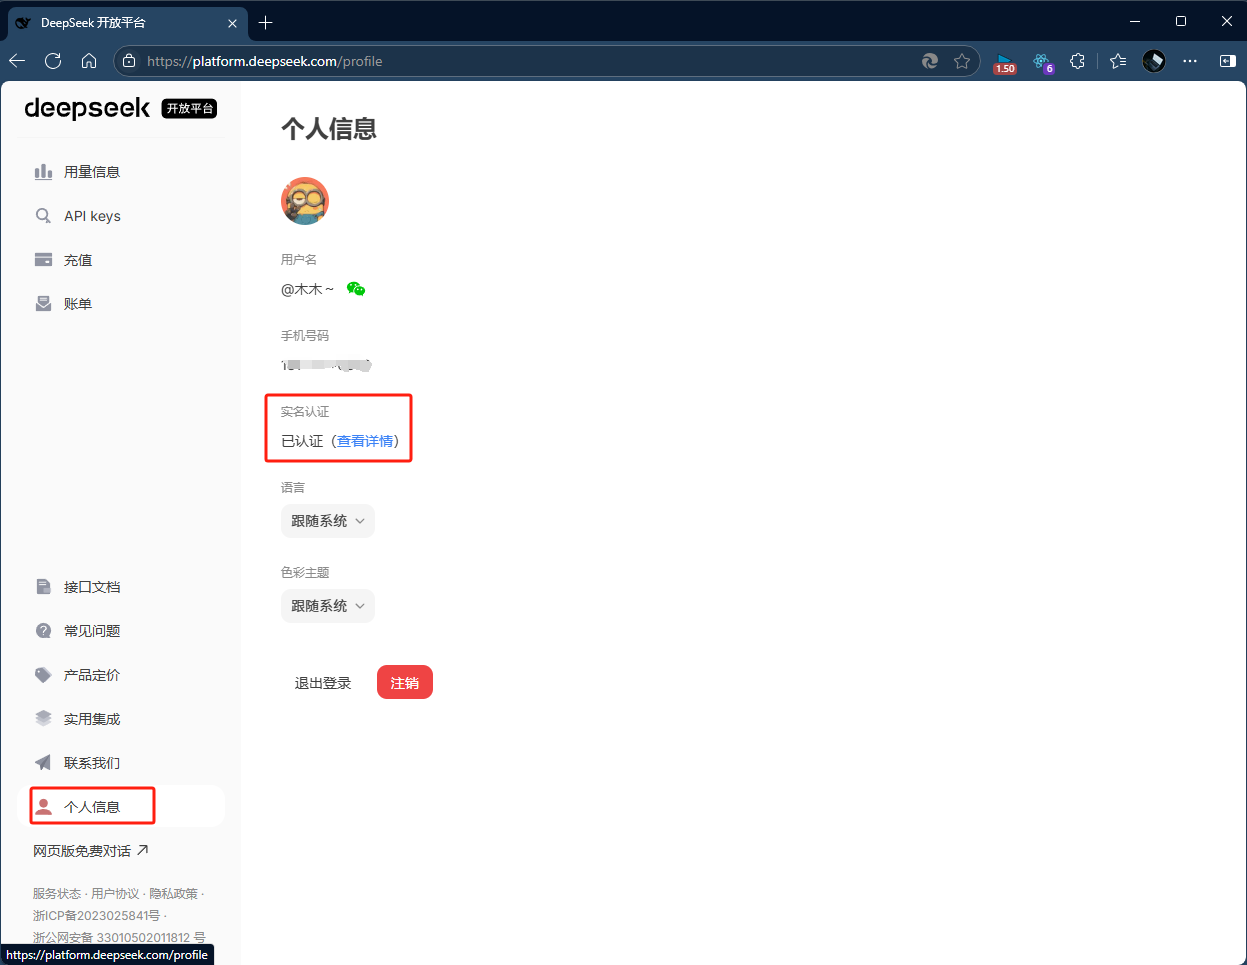 DeepSeek 开放平台
https://platform.deepseek.com/profile
1.50
6
deepseek 开放平台
用量信息
API keys
充值
账单
接口文档
常见问题
产品定价
实用集成
联系我们
个人信息
网页版免费对话
服务状态 · 用户协议 · 隐私政策 ·
浙ICP备2023025841号 ·
浙公网安备 33010502011812 号
https://platform.deepseek.com/profile
个人信息
用户名
@木木~
手机号码
实名认证
已认证（查看详情）
语言
跟随系统
色彩主题
跟随系统
退出登录
注销